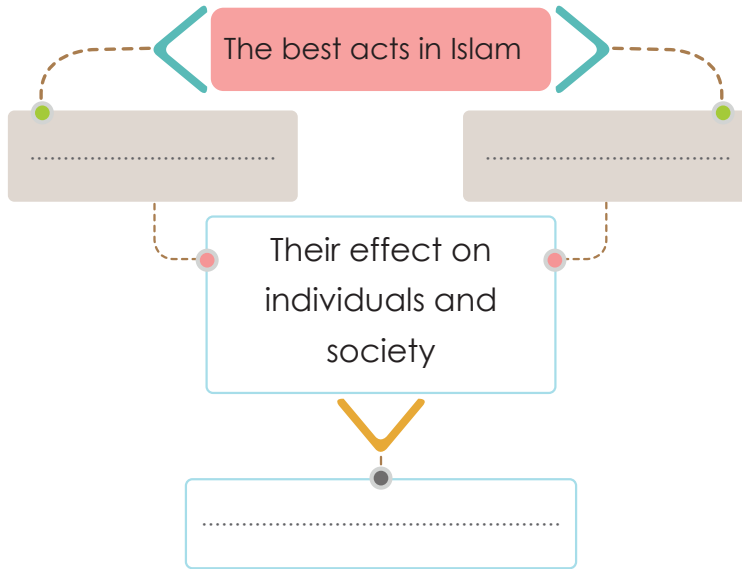 The best acts in Islam
Their effect on
individuals and
society